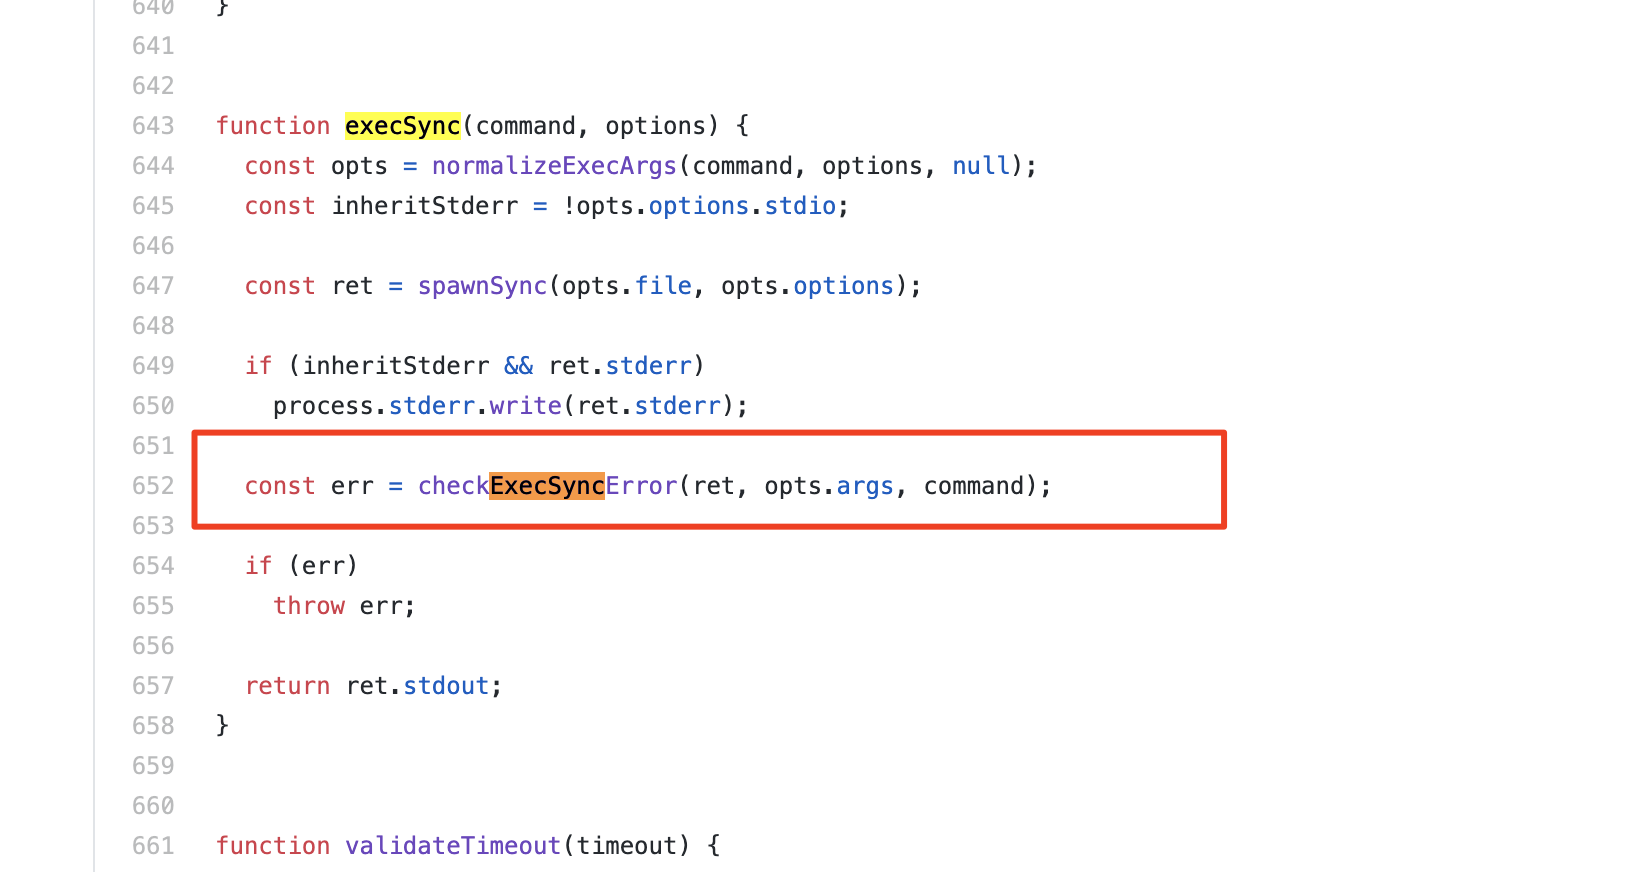 640 }
641
642
643 function execSync(command, options) {
644 const opts = normalizeExecArgs(command, options, null);
645 const inheritStderr = !opts.options.stdio;
646
647 const ret = spawnSync(opts.file, opts.options);
648
649 if (inheritStderr && ret.stderr)
650 process.stderr.write(ret.stderr);
651
652 const err = checkExecSyncError(ret, opts.args, command);
653
654 if (err)
655 throw err;
656
657 return ret.stdout;
658 }
659
660
661 function validateTimeout(timeout) {